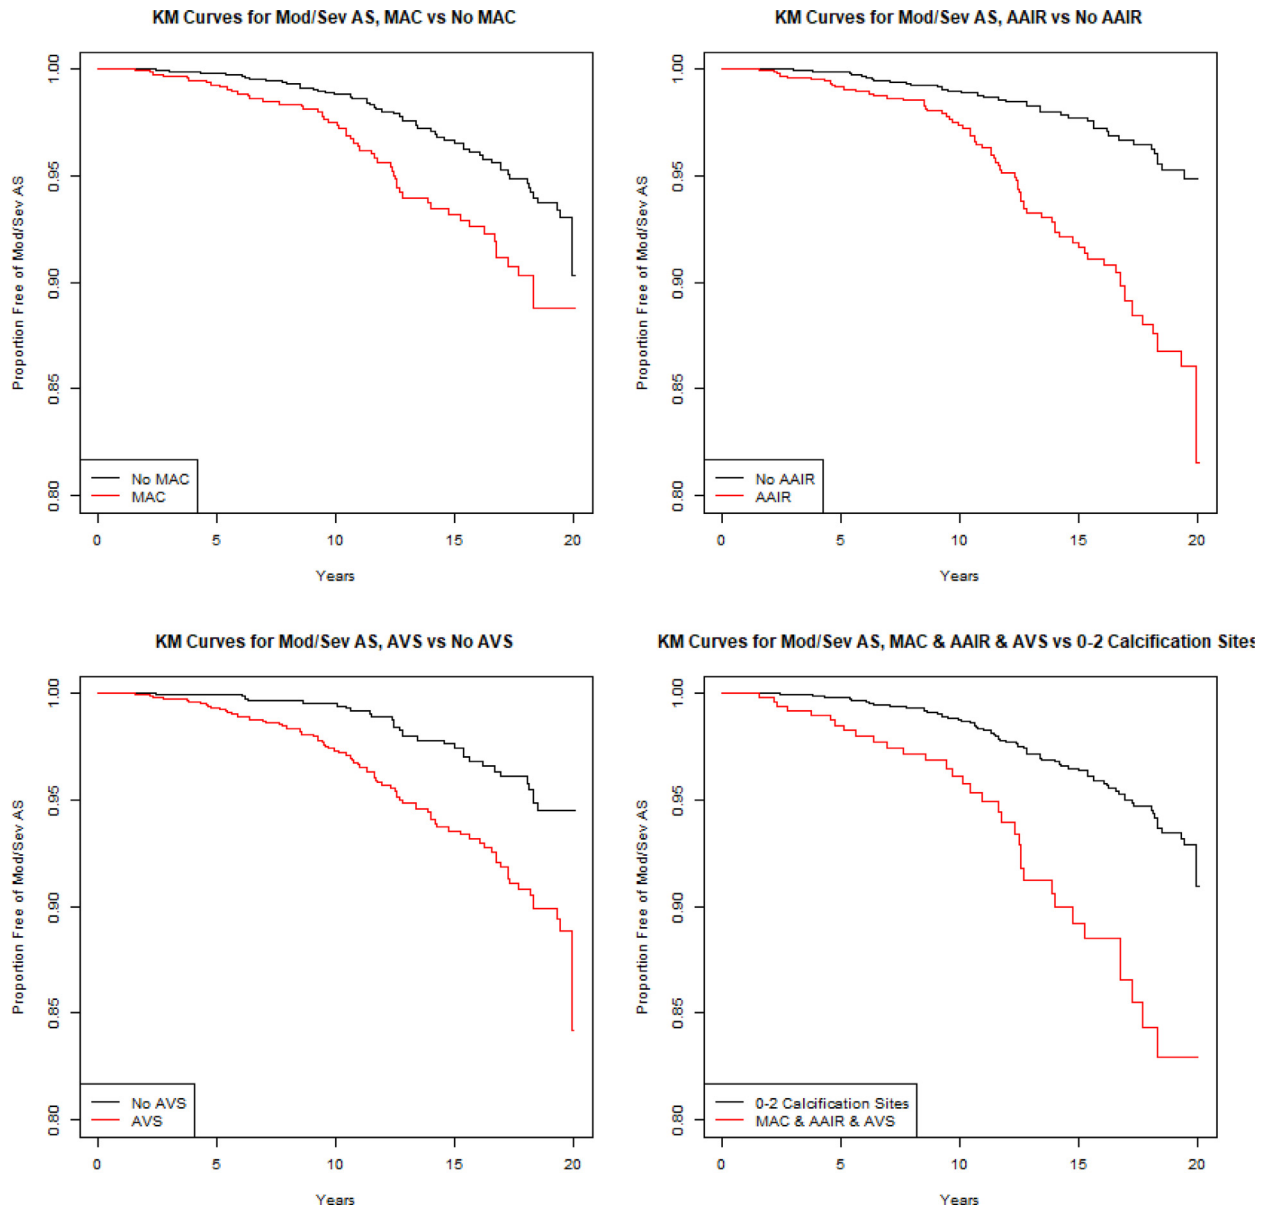 KM Curves for Mod/Sev AS, MAC vs No MAC
Proportion Free of Mod/Sev AS
1.00
0.95
0.90
0.85
0.80
No MAC
MAC
0 5 10 15 20
Years
KM Curves for Mod/Sev AS, AAIR vs No AAIR
Proportion Free of Mod/Sev AS
1.00
0.95
0.90
0.85
0.80
No AAIR
AAIR
0 5 10 15 20
Years
KM Curves for Mod/Sev AS, AVS vs No AVS
Proportion Free of Mod/Sev AS
1.00
0.95
0.90
0.85
0.80
No AVS
AVS
0 5 10 15 20
Years
KM Curves for Mod/Sev AS, MAC & AAIR & AVS vs 0-2 Calcification Sites
Proportion Free of Mod/Sev AS
1.00
0.95
0.90
0.85
0.80
0-2 Calcification Sites
MAC & AAIR & AVS
0 5 10 15 20
Years